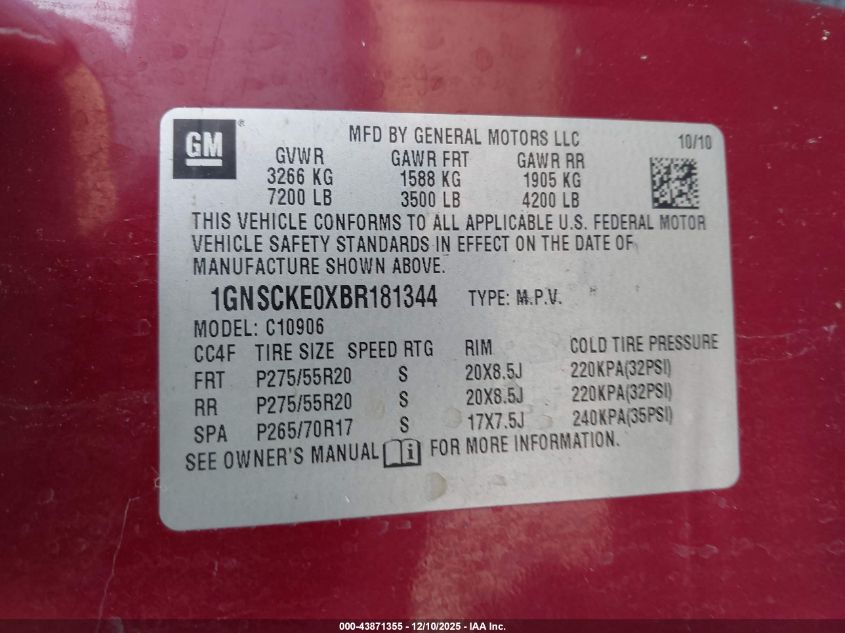 GM ® MFD BY GENERAL MOTORS LLC 10/10
GVWR GAWR FRT GAWR RR
3266 KG 1588 KG 1905 KG
7200 LB 3500 LB 4200 LB
THIS VEHICLE CONFORMS TO ALL APPLICABLE U.S. FEDERAL MOTOR
VEHICLE SAFETY STANDARDS IN EFFECT ON THE DATE OF
MANUFACTURE SHOWN ABOVE.
1GNSCKE0XBR181344 TYPE: M.P.V.
MODEL: C10906
CC4F TIRE SIZE SPEED RTG RIM COLD TIRE PRESSURE
FRT P275/55R20 S 20X8.5J 220KPA(32PSI)
RR P275/55R20 S 20X8.5J 220KPA(32PSI)
SPA P265/70R17 S 17X7.5J 240KPA(35PSI)
SEE OWNER'S MANUAL i FOR MORE INFORMATION.
000-43871355 - 12/10/2025 - IAA Inc.